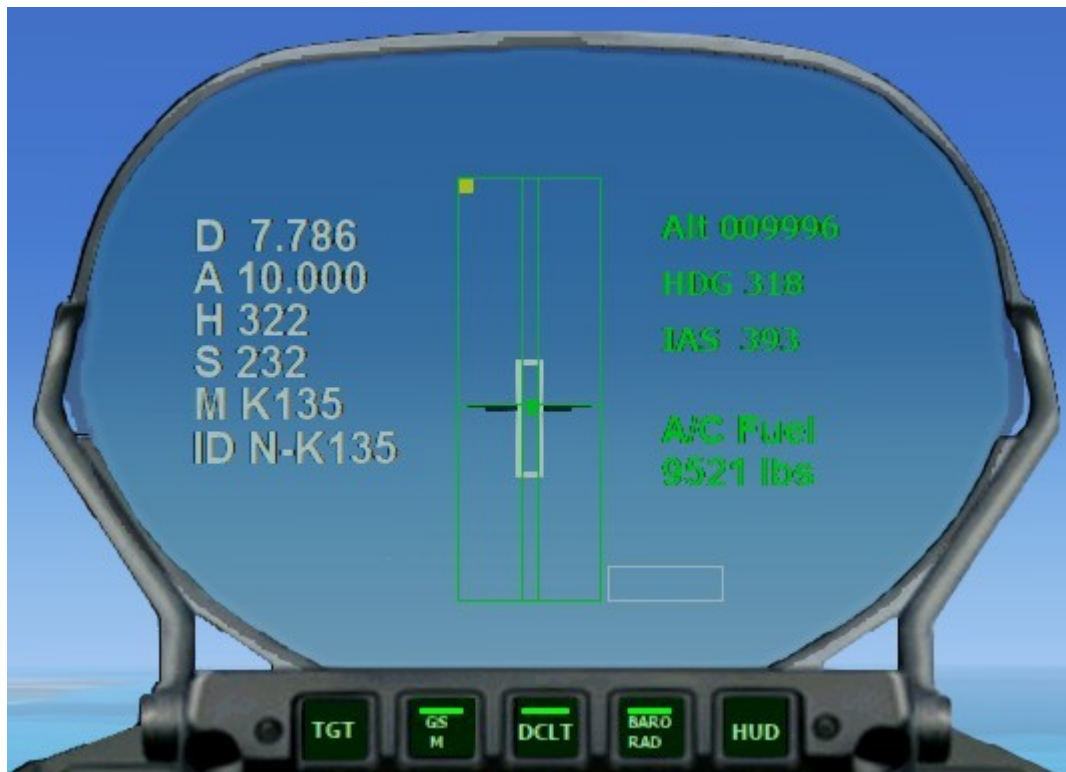 D 7.786
A 10.000
H 322
S 232
M K135
ID N-K135
Alt 009996
HDG 318
IAS 393
A/C Fuel
9521 lbs
TGT
G/S
M
DCLT
BARO
RAD
HUD